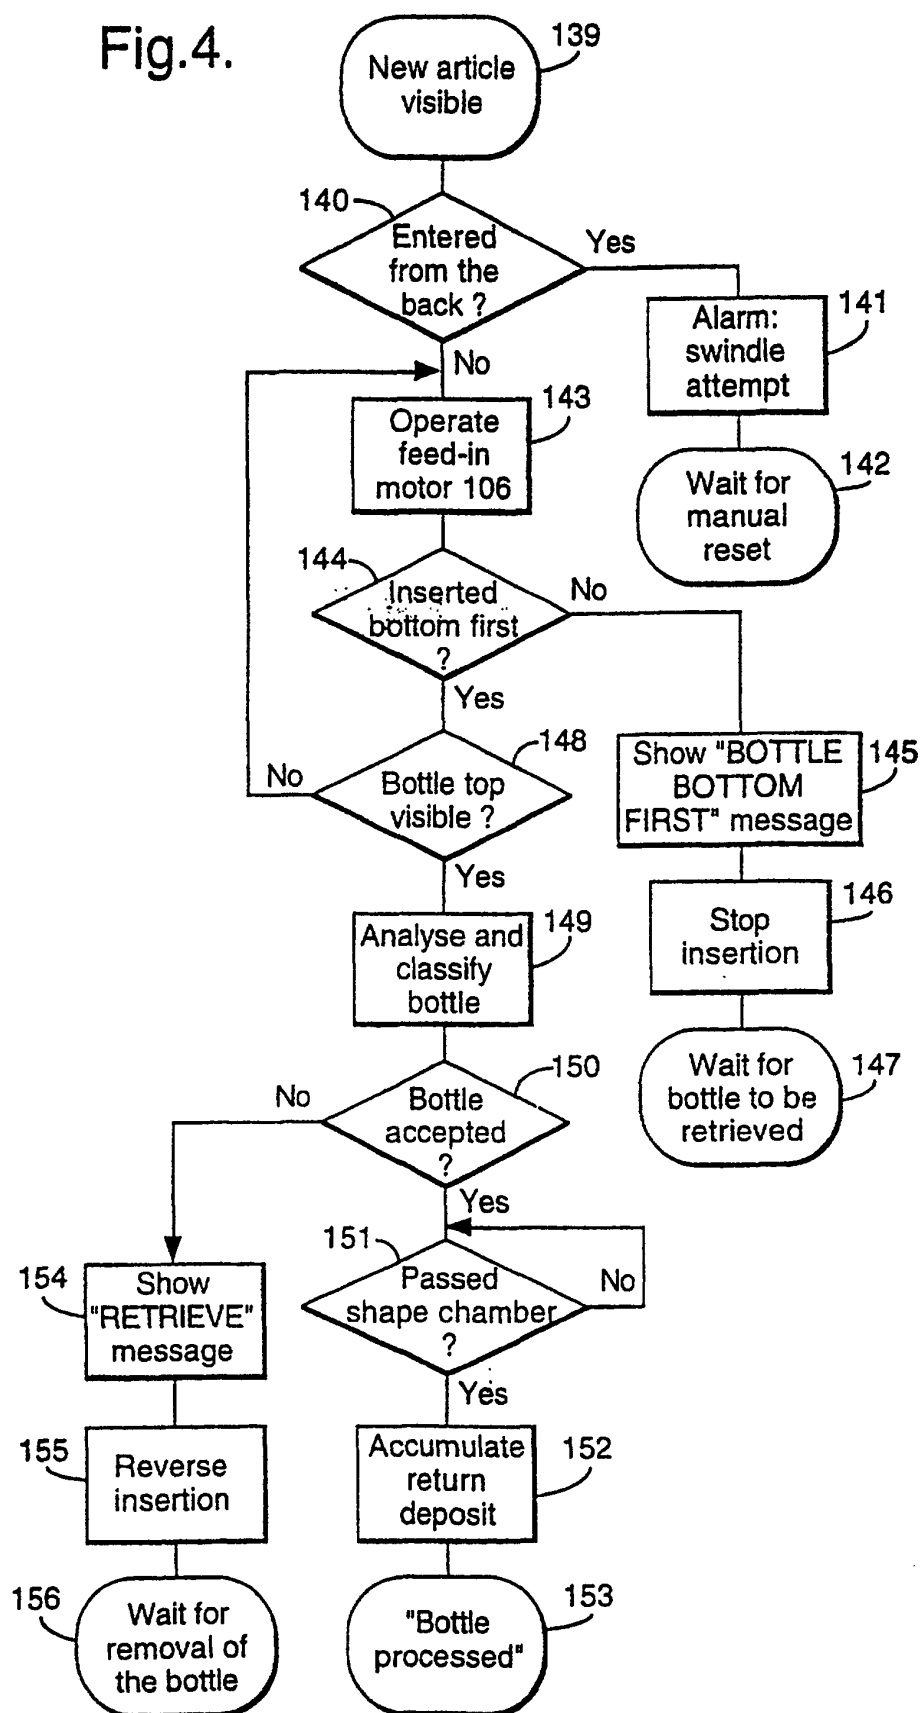 Fig.4.
139
New article
visible
140
Entered
from the
back ?
Yes
No
141
Alarm:
swindle
attempt
142
Wait for
manual
reset
143
Operate
feed-in
motor 106
144
Inserted
bottom first
?
No
Yes
145
Show "BOTTLE
BOTTOM
FIRST" message
146
Stop
insertion
147
Wait for
bottle to be
retrieved
148
Bottle top
visible ?
No
Yes
149
Analyse and
classify
bottle
150
Bottle
accepted
?
No
Yes
151
Passed
shape chamber
?
No
Yes
152
Accumulate
return
deposit
153
"Bottle
processed"
154
Show
"RETRIEVE"
message
155
Reverse
insertion
156
Wait for
removal of
the bottle